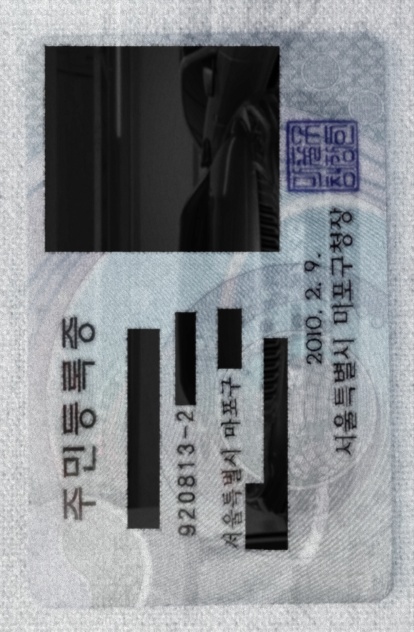 주민등록증
920813-2
서울특별시 마포구
2010. 2. 9.
서울특별시 마포구청장